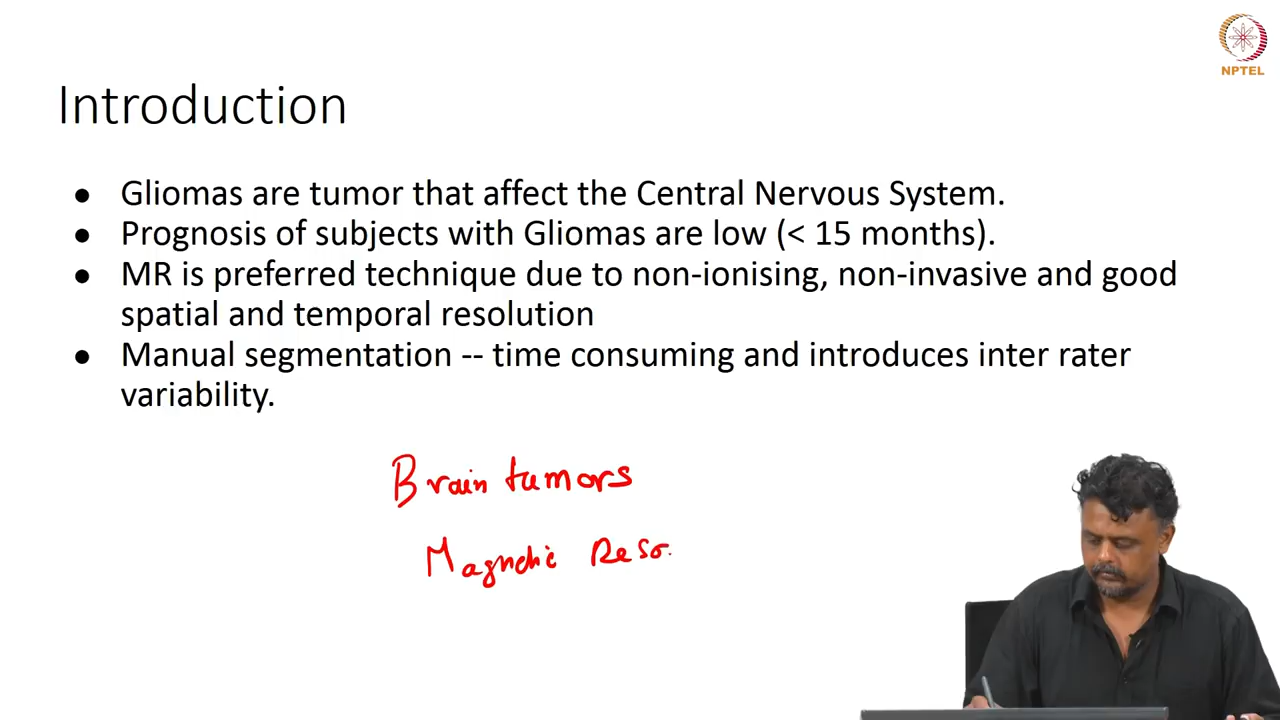 NPTEL
Introduction
● Gliomas are tumor that affect the Central Nervous System.
● Prognosis of subjects with Gliomas are low (< 15 months).
● MR is preferred technique due to non-ionising, non-invasive and good
spatial and temporal resolution
● Manual segmentation -- time consuming and introduces inter rater
variability.
Brain tumors
Magnetic Reso